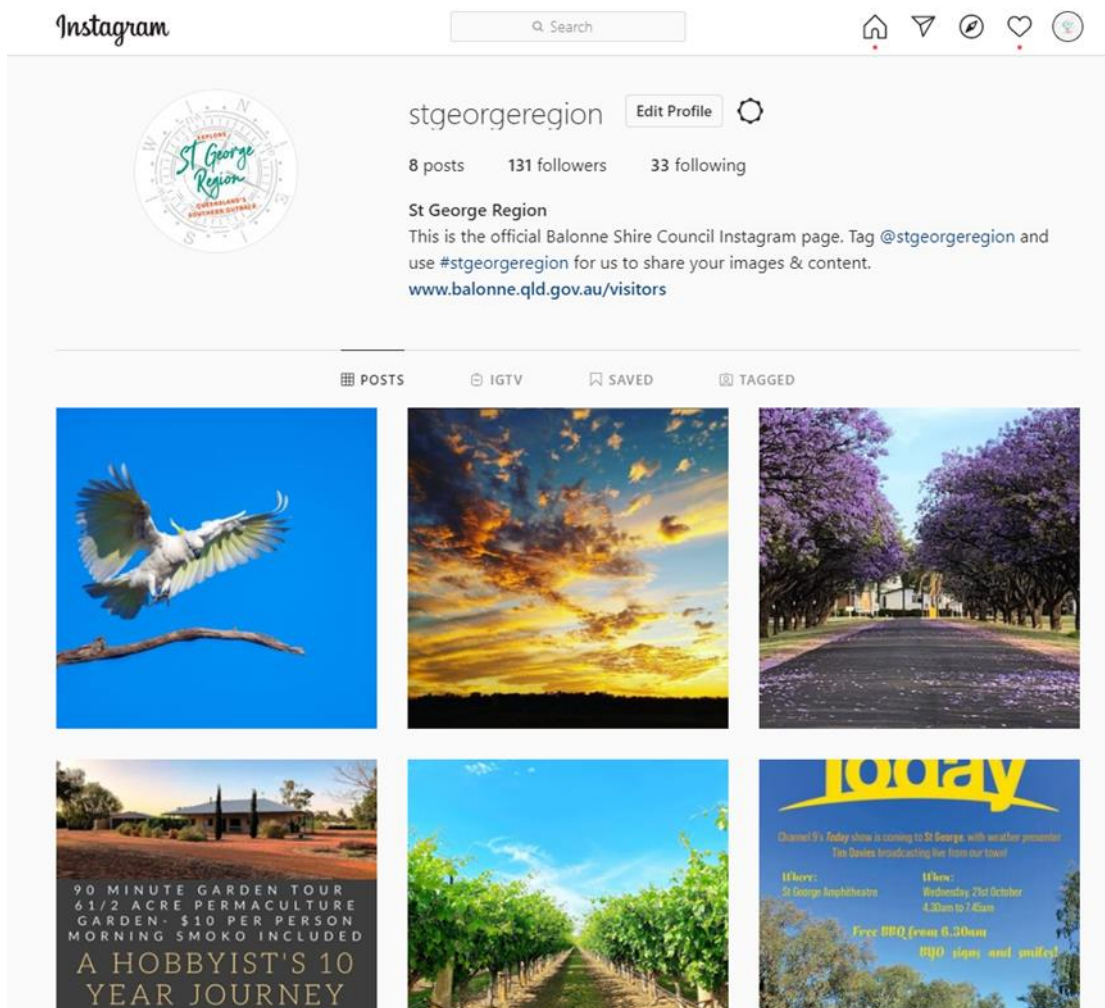 Instagram
Search
stgeorgeregion Edit Profile
8 posts 131 followers 33 following
St George Region
This is the official Balonne Shire Council Instagram page. Tag @stgeorgeregion and
use #stgeorgeregion for us to share your images & content.
www.balonne.qld.gov.au/visitors
EXPLORE
St George
Region
QUEENSLAND'S
SOUTHERN OUTBACK
N
E
S
W
POSTS IGTV SAVED TAGGED
90 MINUTE GARDEN TOUR
61/2 ACRE PERMACULTURE
GARDEN- $10 PER PERSON
MORNING SMOKO INCLUDED
A HOBBYIST'S 10
YEAR JOURNEY
Today
Channel 9's Today show is coming to St George, with weather presenter
Tim Davies broadcasting live from our town!
Where:
St George Amphitheatre
When:
Wednesday, 21st October
4.30am to 7.45am
Free BBQ from 6.30am
BYO signs and smiles!